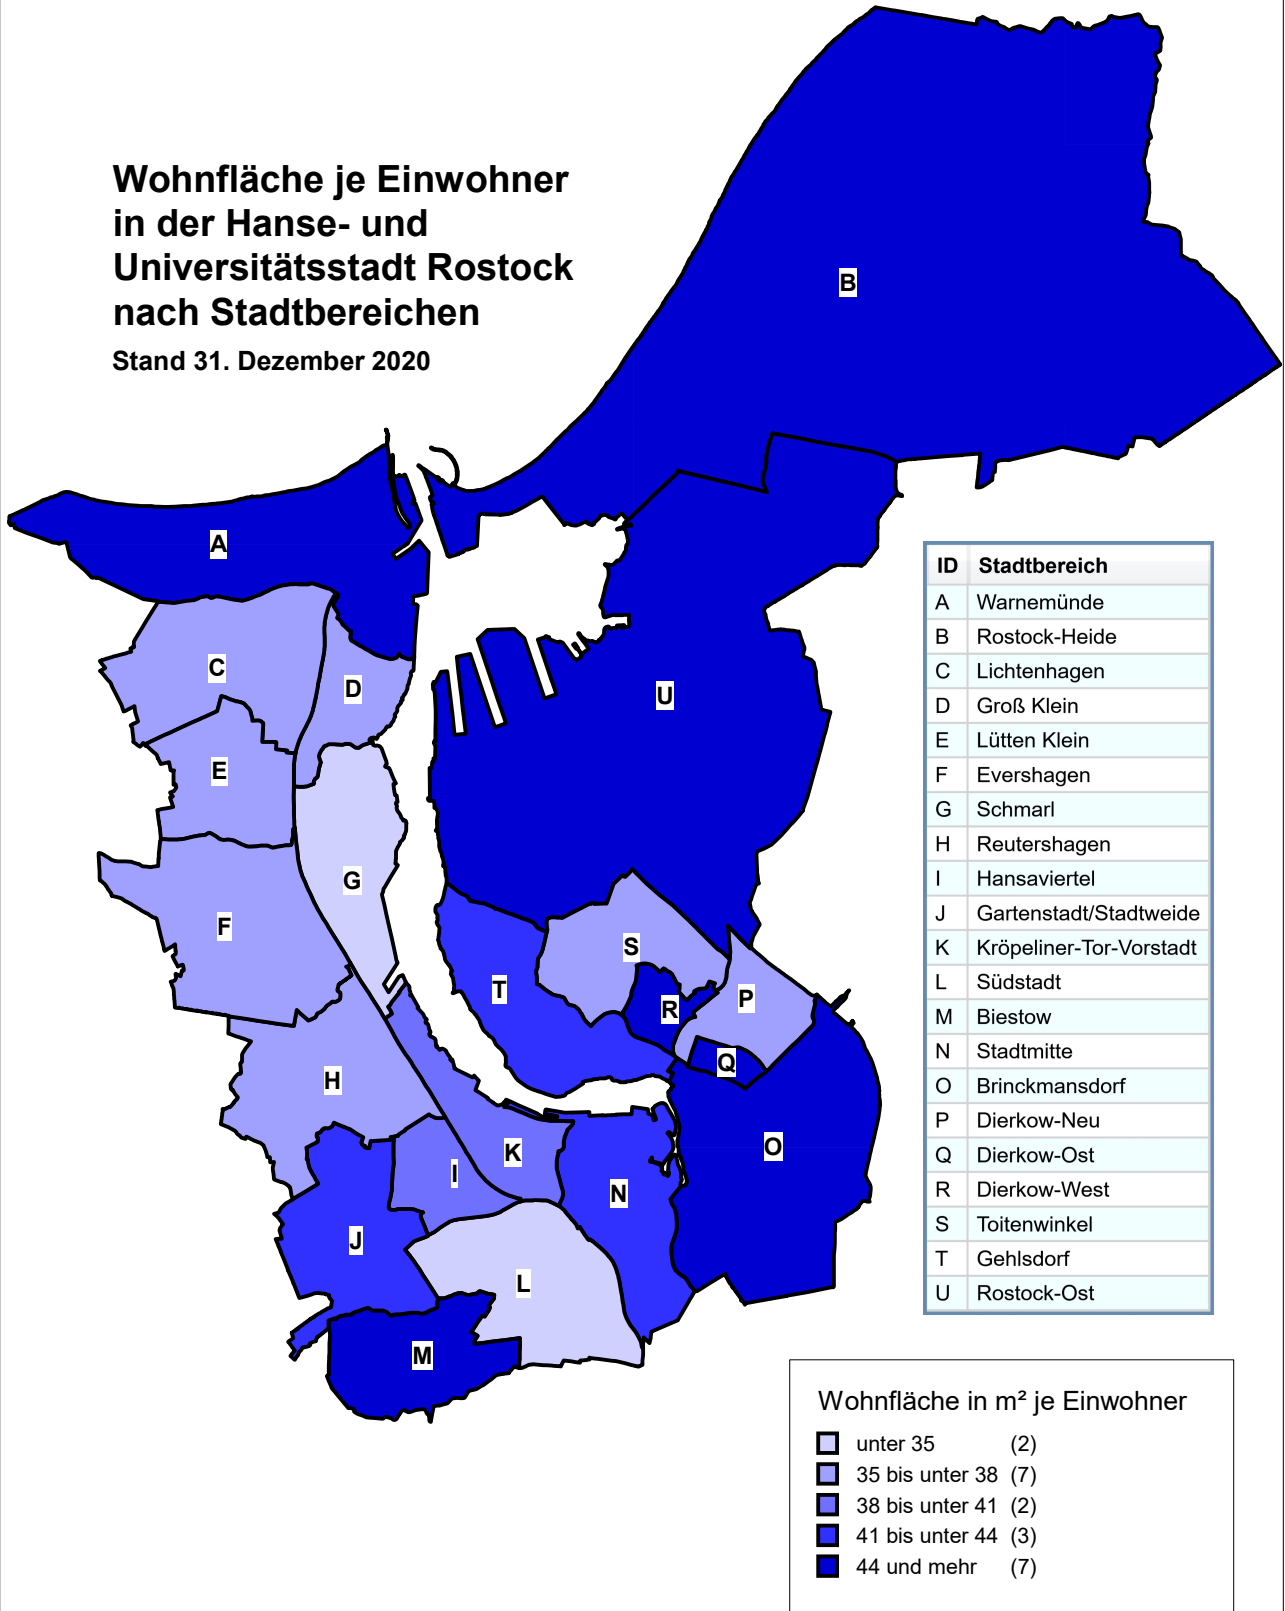 Wohnfläche je Einwohner
in der Hanse- und
Universitätsstadt Rostock
nach Stadtbereichen
Stand 31. Dezember 2020
B
A
C
D
U
E
G
F
S
T
R
P
Q
H
K
O
I
N
J
L
M
ID Stadtbereich
A Warnemünde
B Rostock-Heide
C Lichtenhagen
D Groß Klein
E Lütten Klein
F Evershagen
G Schmarl
H Reutershagen
I Hansaviertel
J Gartenstadt/Stadtweide
K Kröpeliner-Tor-Vorstadt
L Südstadt
M Biestow
N Stadtmitte
O Brinckmansdorf
P Dierkow-Neu
Q Dierkow-Ost
R Dierkow-West
S Toitenwinkel
T Gehlsdorf
U Rostock-Ost
Wohnfläche in m² je Einwohner
unter 35 (2)
35 bis unter 38 (7)
38 bis unter 41 (2)
41 bis unter 44 (3)
44 und mehr (7)